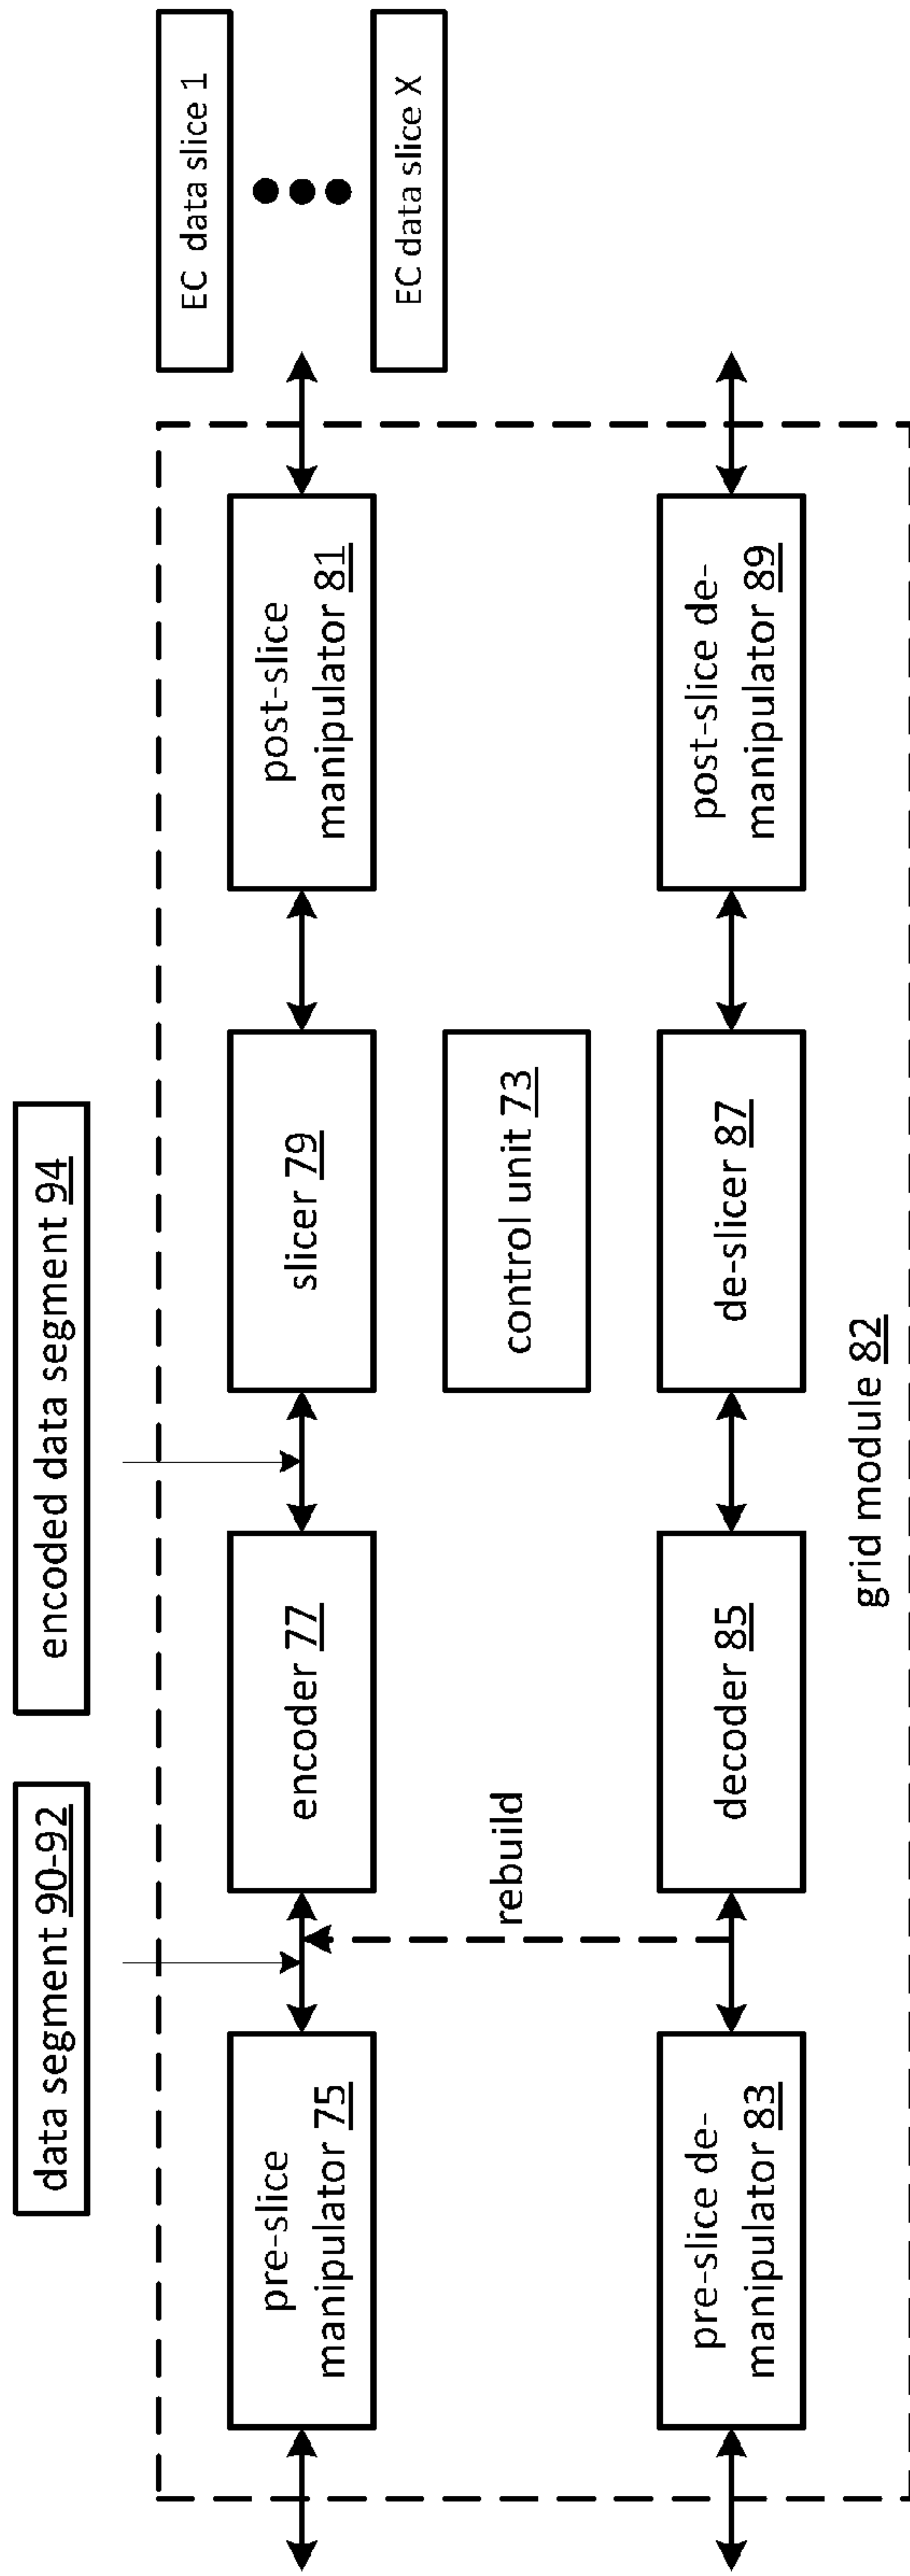 data segment 90-92
encoded data segment 94
EC data slice 1
EC data slice X
pre-slice
manipulator 75
encoder 77
slicer 79
post-slice
manipulator 81
rebuild
control unit 73
pre-slice de-
manipulator 83
decoder 85
de-slicer 87
post-slice de-
manipulator 89
grid module 82